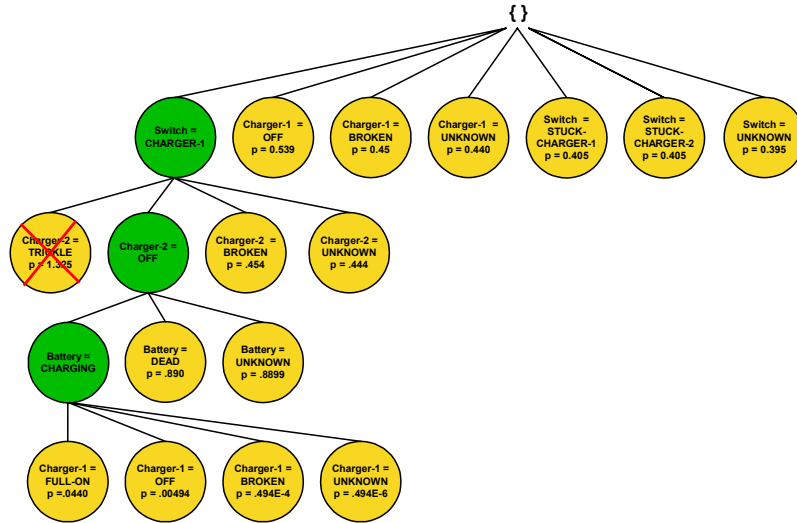 { }
Switch =
CHARGER-1
Charger-1 =
OFF
p = 0.539
Charger-1 =
BROKEN
p = 0.45
Charger-1 =
UNKNOWN
p = 0.440
Switch =
STUCK-
CHARGER-1
p = 0.405
Switch =
STUCK-
CHARGER-2
p = 0.405
Switch =
UNKNOWN
p = 0.395
Charger-2 =
TRICKLE
p = 1.325
Charger-2 =
OFF
Charger-2 =
BROKEN
p = .454
Charger-2 =
UNKNOWN
p = .444
Battery =
CHARGING
Battery =
DEAD
p = .890
Battery =
UNKNOWN
p = .8899
Charger-1 =
FULL-ON
p =.0440
Charger-1 =
OFF
p = .00494
Charger-1 =
BROKEN
p = .494E-4
Charger-1 =
UNKNOWN
p = .494E-6